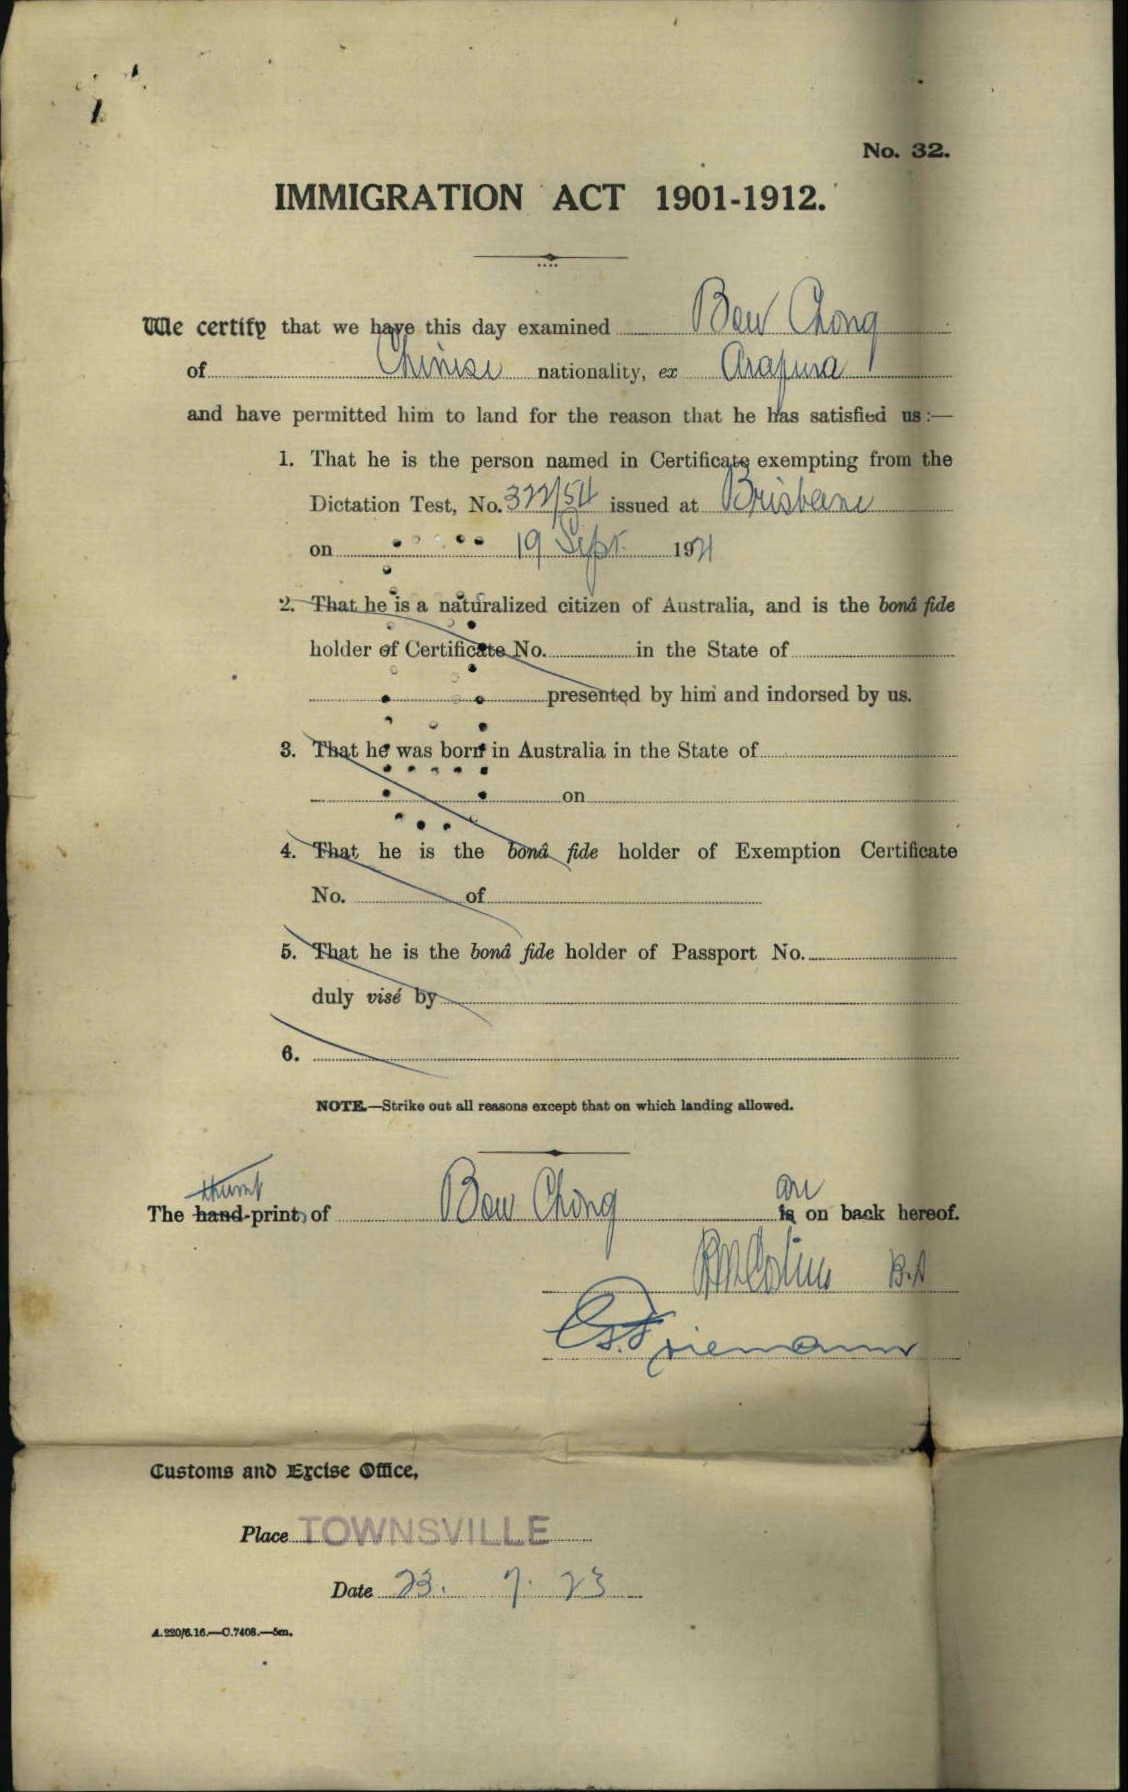 No. 32.
IMMIGRATION ACT 1901-1912.
We certify that we have this day examined Bow Chong
of Chinese nationality, ex Arafura
and have permitted him to land for the reason that he has satisfied us:—
1. That he is the person named in Certificate exempting from the
Dictation Test, No. 322/54 issued at Brisbane
on 19 Sept. 1921
2. That he is a naturalized citizen of Australia, and is the bonâ fide
holder of Certificate No. in the State of
presented by him and indorsed by us.
3. That he was born in Australia in the State of
on
4. That he is the bonâ fide holder of Exemption Certificate
No. of
5. That he is the bonâ fide holder of Passport No.
duly visé by
6.
NOTE.—Strike out all reasons except that on which landing allowed.
thumb are
The hand-prints of Bow Chong is on back hereof.
B.A
Customs and Excise Office,
Place TOWNSVILLE
Date 23. 7. 23
A.220/6.16.—C.7408.—5m.